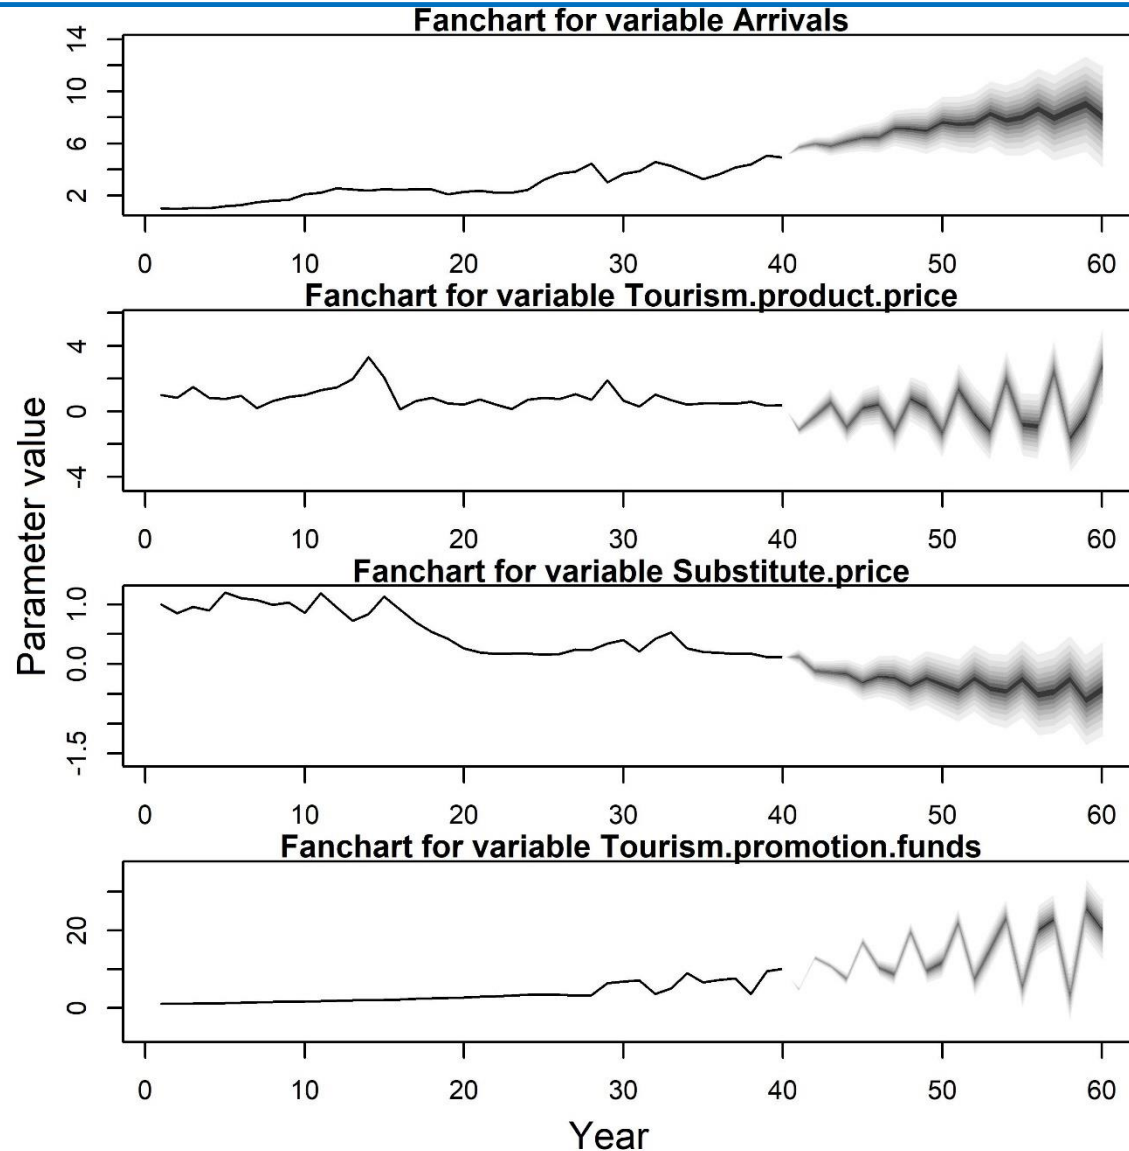 Fanchart for variable Arrivals
14
10
6
2
0 10 20 30 40 50 60
Fanchart for variable Tourism.product.price
4
0
-4
0 10 20 30 40 50 60
Fanchart for variable Substitute.price
1.0
0.0
-1.5
0 10 20 30 40 50 60
Fanchart for variable Tourism.promotion.funds
20
0
0 10 20 30 40 50 60
Parameter value
Year